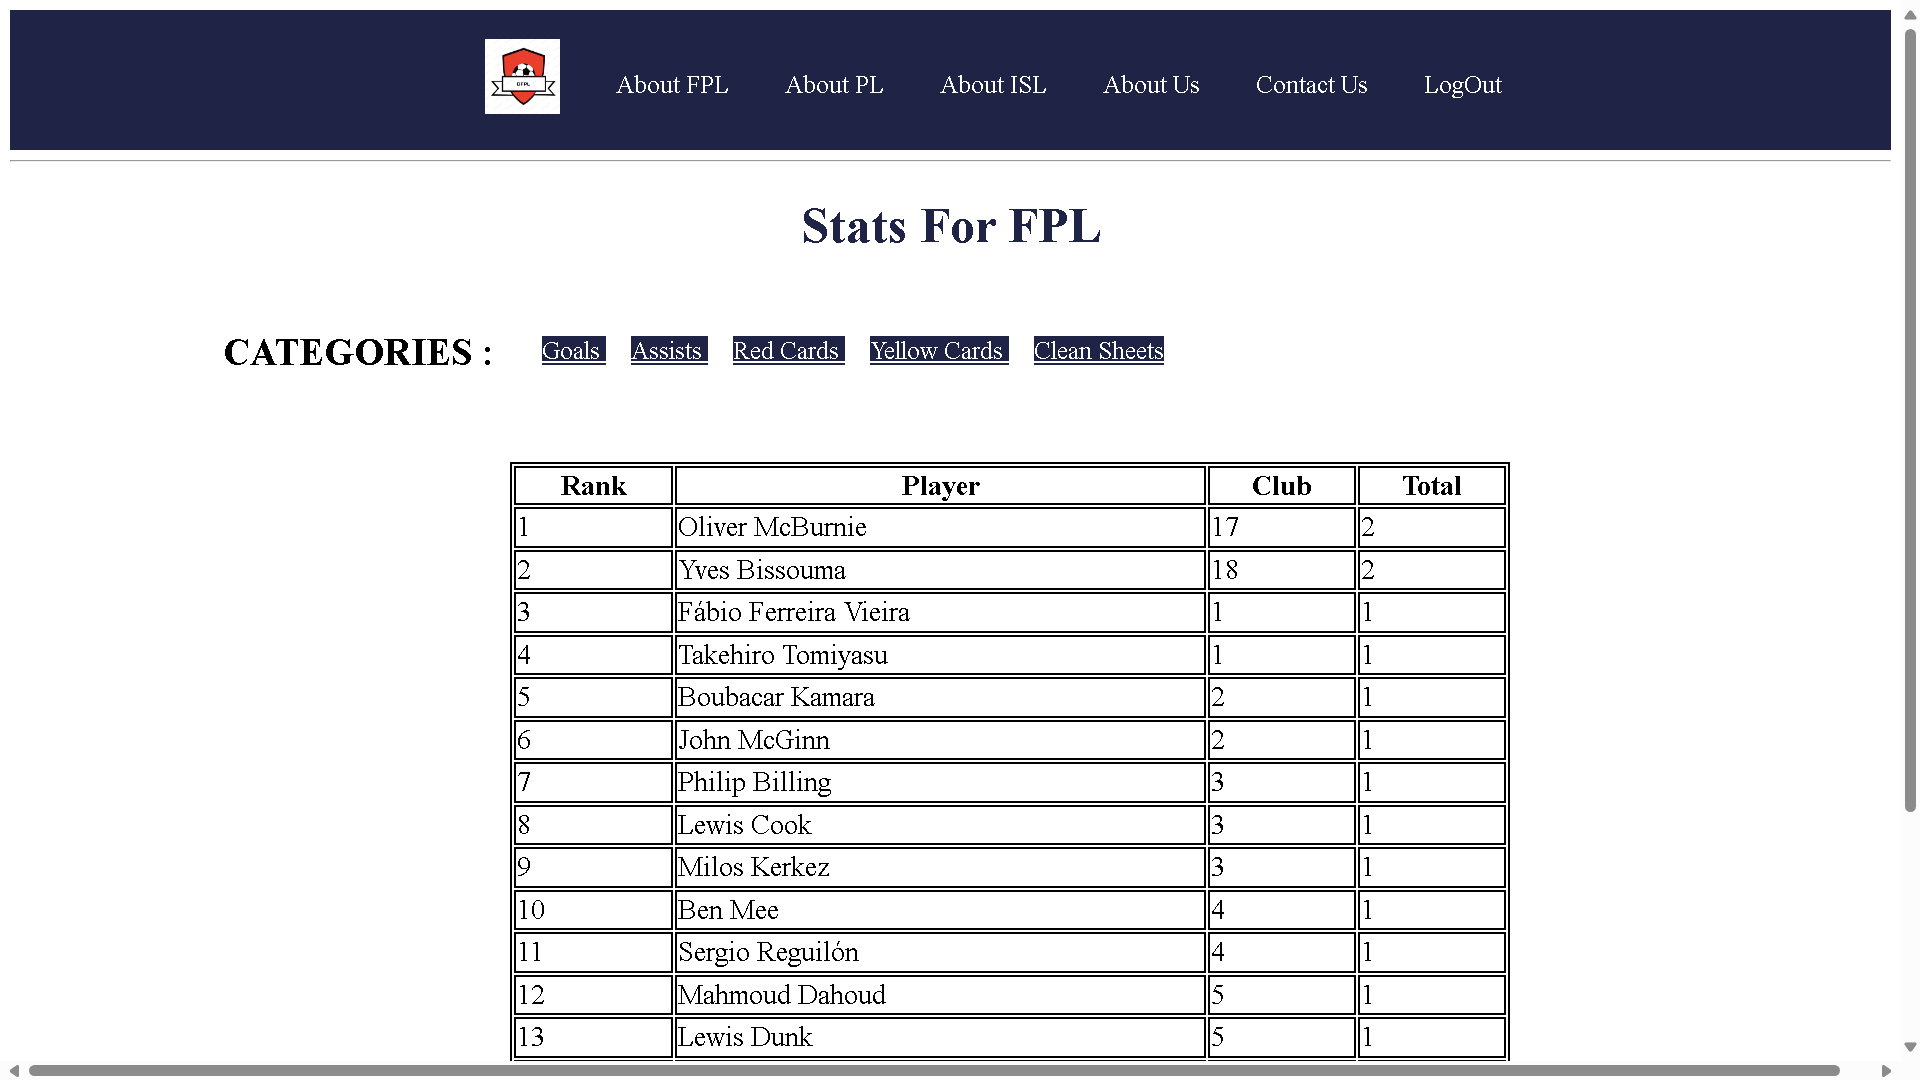 OFPL
About FPL About PL About ISL About Us Contact Us LogOut
Stats For FPL
CATEGORIES : Goals Assists Red Cards Yellow Cards Clean Sheets
Rank Player Club Total
1 Oliver McBurnie 17 2
2 Yves Bissouma 18 2
3 Fábio Ferreira Vieira 1 1
4 Takehiro Tomiyasu 1 1
5 Boubacar Kamara 2 1
6 John McGinn 2 1
7 Philip Billing 3 1
8 Lewis Cook 3 1
9 Milos Kerkez 3 1
10 Ben Mee 4 1
11 Sergio Reguilón 4 1
12 Mahmoud Dahoud 5 1
13 Lewis Dunk 5 1